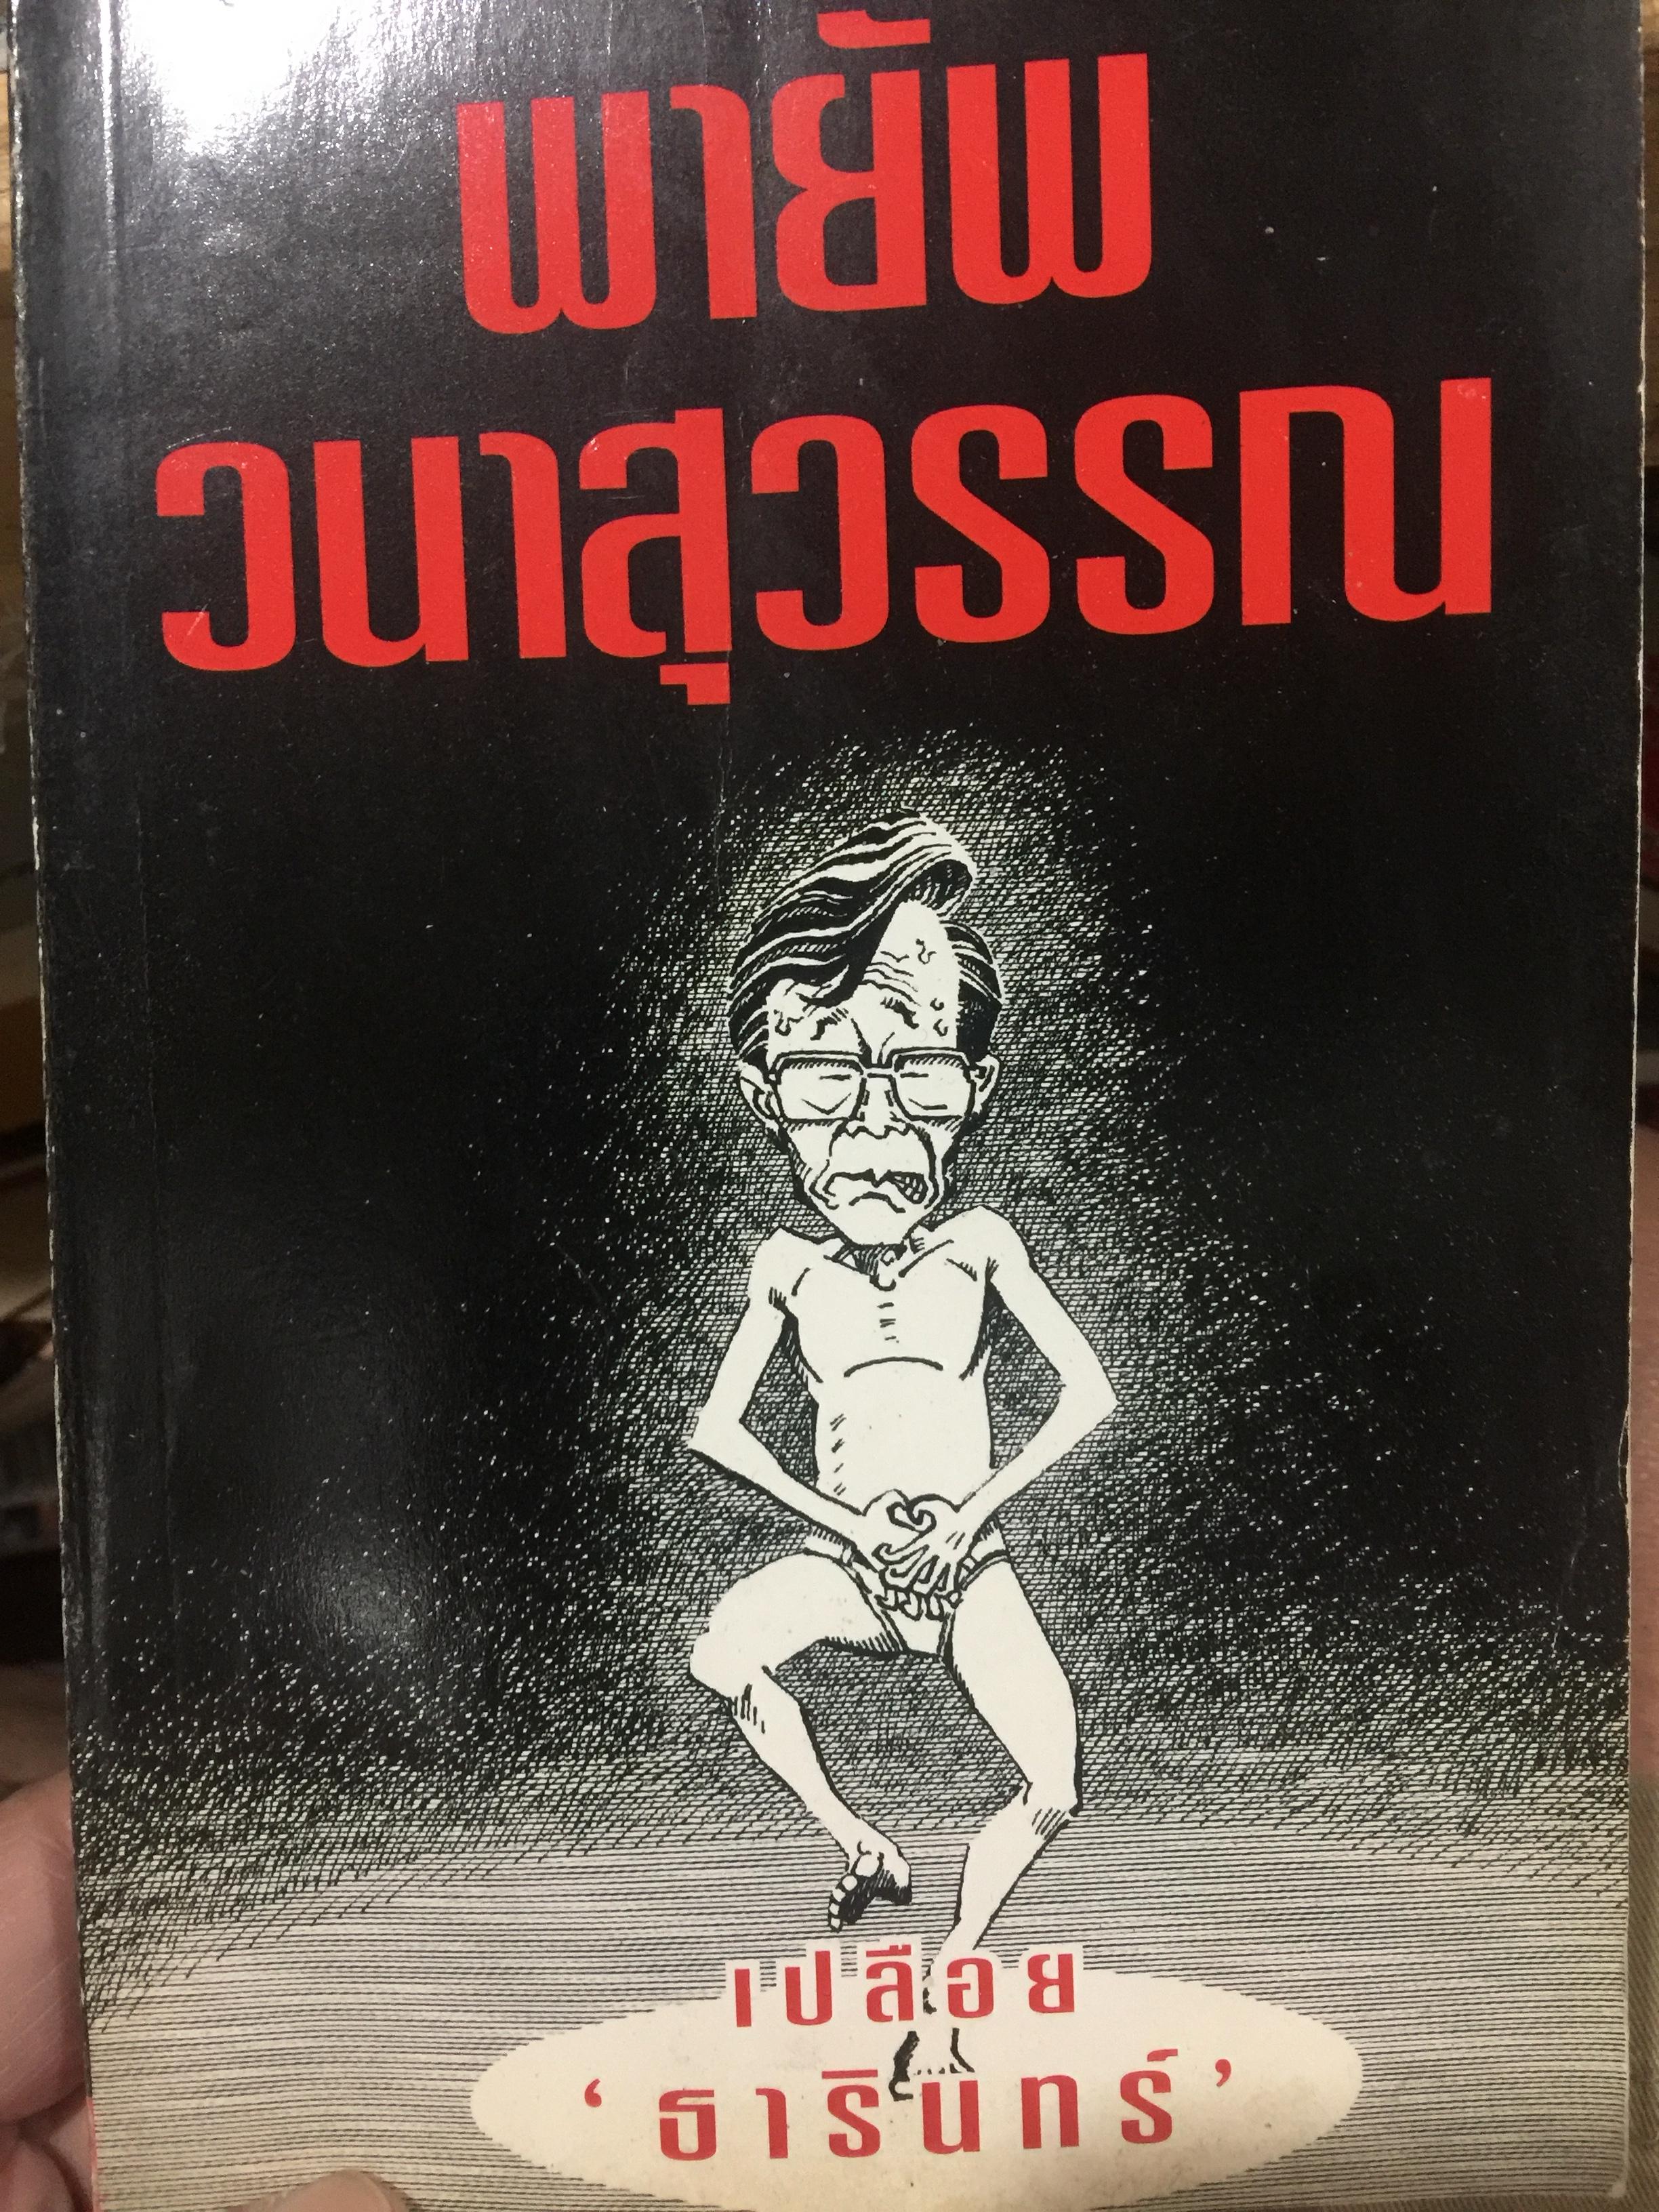 พายัพ
วนาสุวรรณ
เปลือย
‘ธารินทร์’